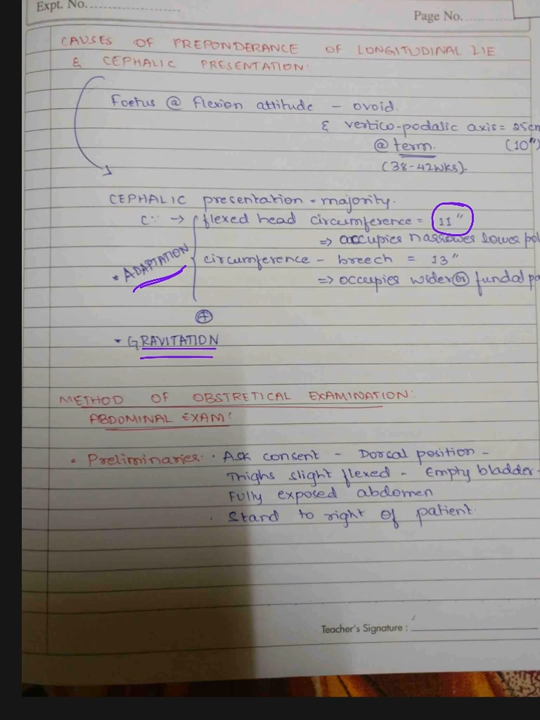 Expt. No.
Page No.
CAUSES OF PREPONDERANCE OF LONGITUDINAL LIE
& CEPHALIC PRESENTATION:
Foetus @ flexion attitude - ovoid
& vertico-podalic axis = 25cm
@ term (10")
(38-42wks).
CEPHALIC presentation - majority.
C:: → flexed head circumference = 11"
⇒ occupies narrower lower
• ADAPTATION
circumference - breech = 13"
⇒ occupies wider fundal
⊕
• GRAVITATION
METHOD OF OBSTRETICAL EXAMINATION:
ABDOMINAL EXAM:
• Preliminaries: • Ask consent - Dorsal position -
Thighs slight flexed - Empty bladder-
Fully exposed abdomen
• Stand to right of patient
Teacher's Signature :